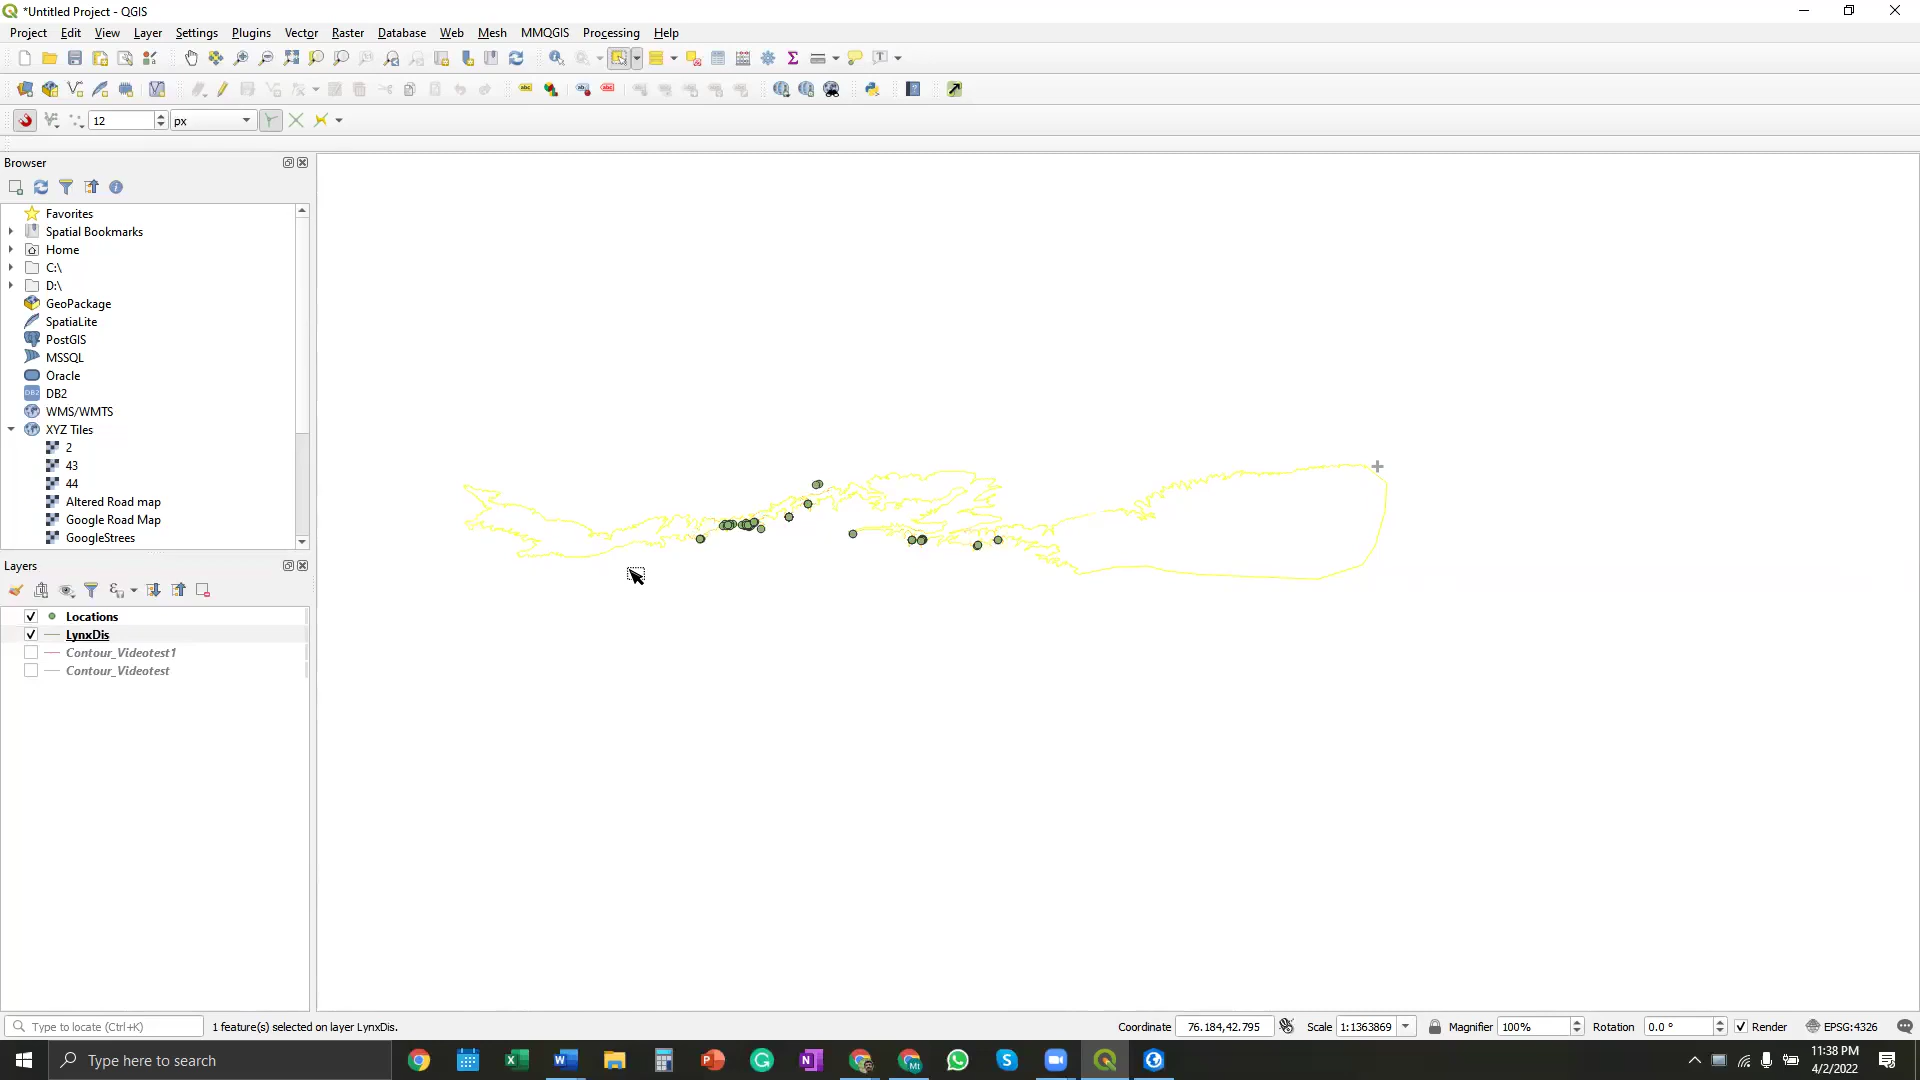 *Untitled Project - QGIS
Project Edit View Layer Settings Plugins Vector Raster Database Web Mesh MMQGIS Processing Help
12 px
Browser
Favorites
Spatial Bookmarks
Home
C:\
D:\
GeoPackage
SpatiaLite
PostGIS
MSSQL
Oracle
DB2
WMS/WMTS
XYZ Tiles
2
43
44
Altered Road map
Google Road Map
GoogleStrees
Layers
Locations
LynxDis
Contour_Videotest1
Contour_Videotest
Type to locate (Ctrl+K) 1 feature(s) selected on layer LynxDis. Coordinate 76.184,42.795 Scale 1:1363869 Magnifier 100% Rotation 0.0 ° Render EPSG:4326
Type here to search
11:38 PM
4/2/2022